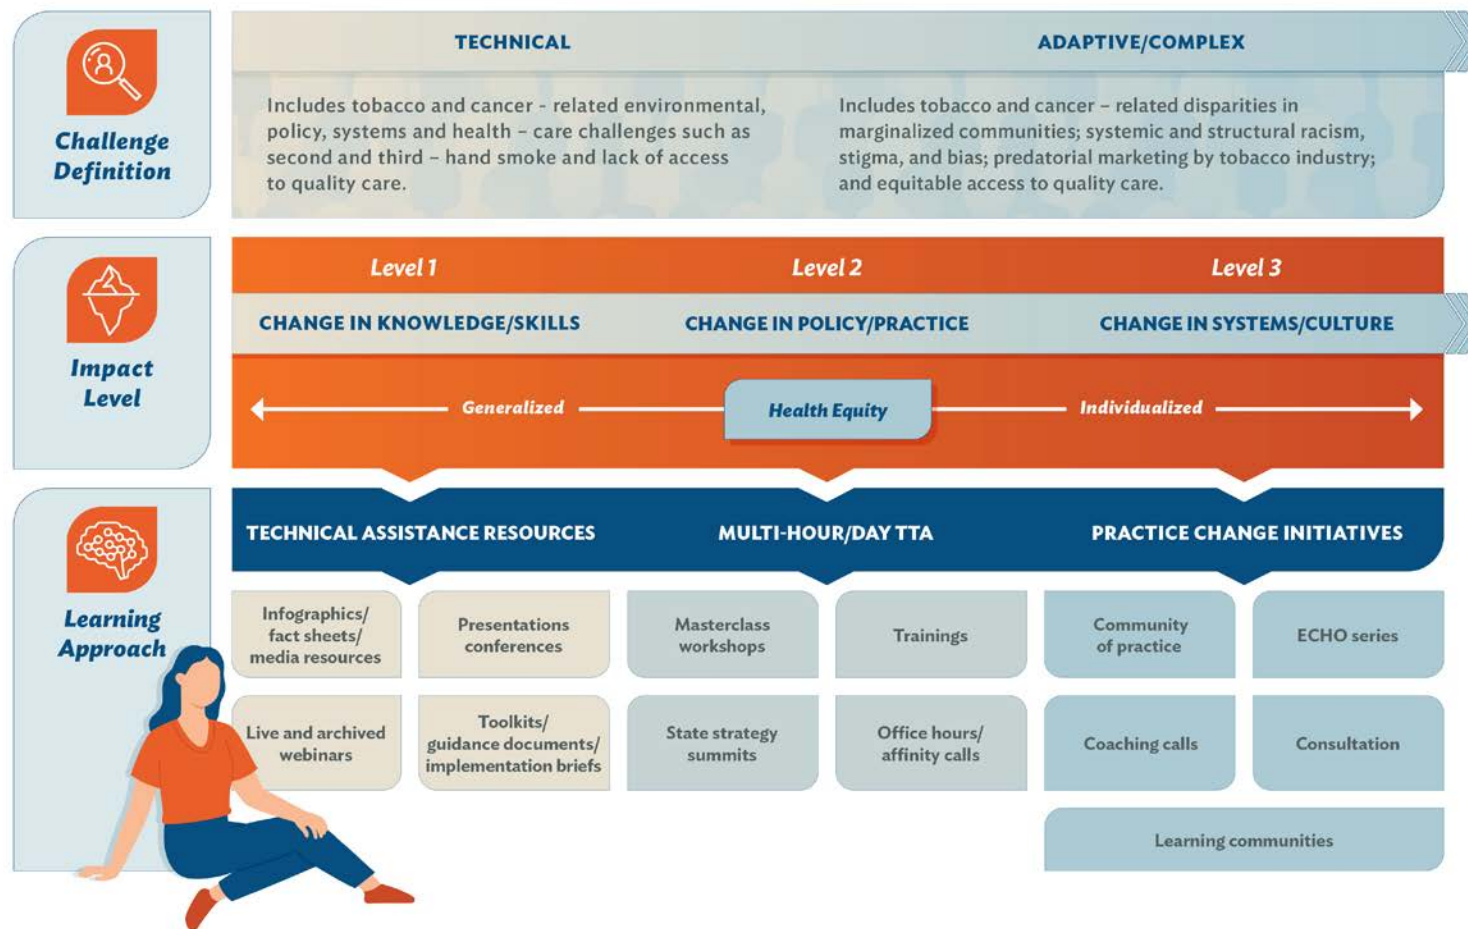 Challenge
Definition
TECHNICAL
ADAPTIVE/COMPLEX
Includes tobacco and cancer - related environmental,
policy, systems and health – care challenges such as
second and third – hand smoke and lack of access
to quality care.
Includes tobacco and cancer – related disparities in
marginalized communities; systemic and structural racism,
stigma, and bias; predatorial marketing by tobacco industry;
and equitable access to quality care.
Impact
Level
Level 1
Level 2
Level 3
CHANGE IN KNOWLEDGE/SKILLS
CHANGE IN POLICY/PRACTICE
CHANGE IN SYSTEMS/CULTURE
Generalized
Health Equity
Individualized
Learning
Approach
TECHNICAL ASSISTANCE RESOURCES
MULTI-HOUR/DAY TTA
PRACTICE CHANGE INITIATIVES
Infographics/
fact sheets/
media resources
Presentations
conferences
Masterclass
workshops
Trainings
Community
of practice
ECHO series
Live and archived
webinars
Toolkits/
guidance documents/
implementation briefs
State strategy
summits
Office hours/
affinity calls
Coaching calls
Consultation
Learning communities